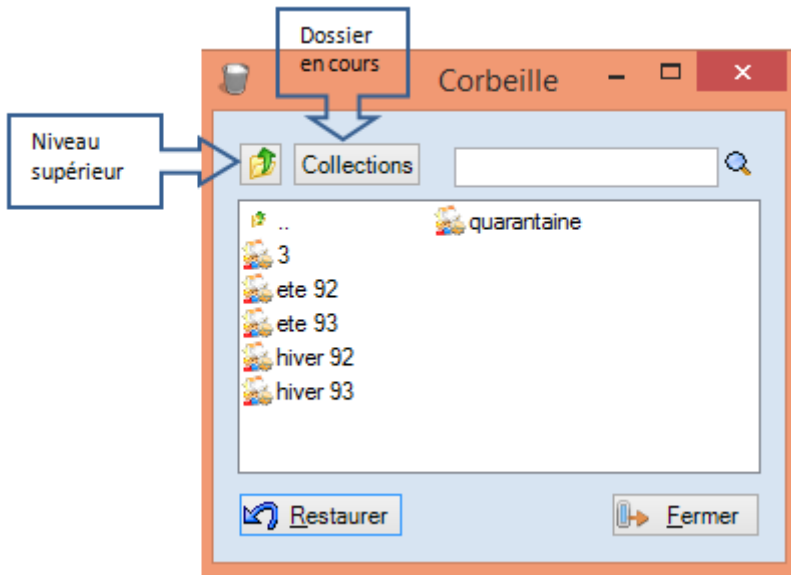 Dossier
en cours
Corbeille
Niveau
supérieur
Collections
..
quarantaine
3
ete 92
ete 93
hiver 92
hiver 93
Restaurer
Fermer